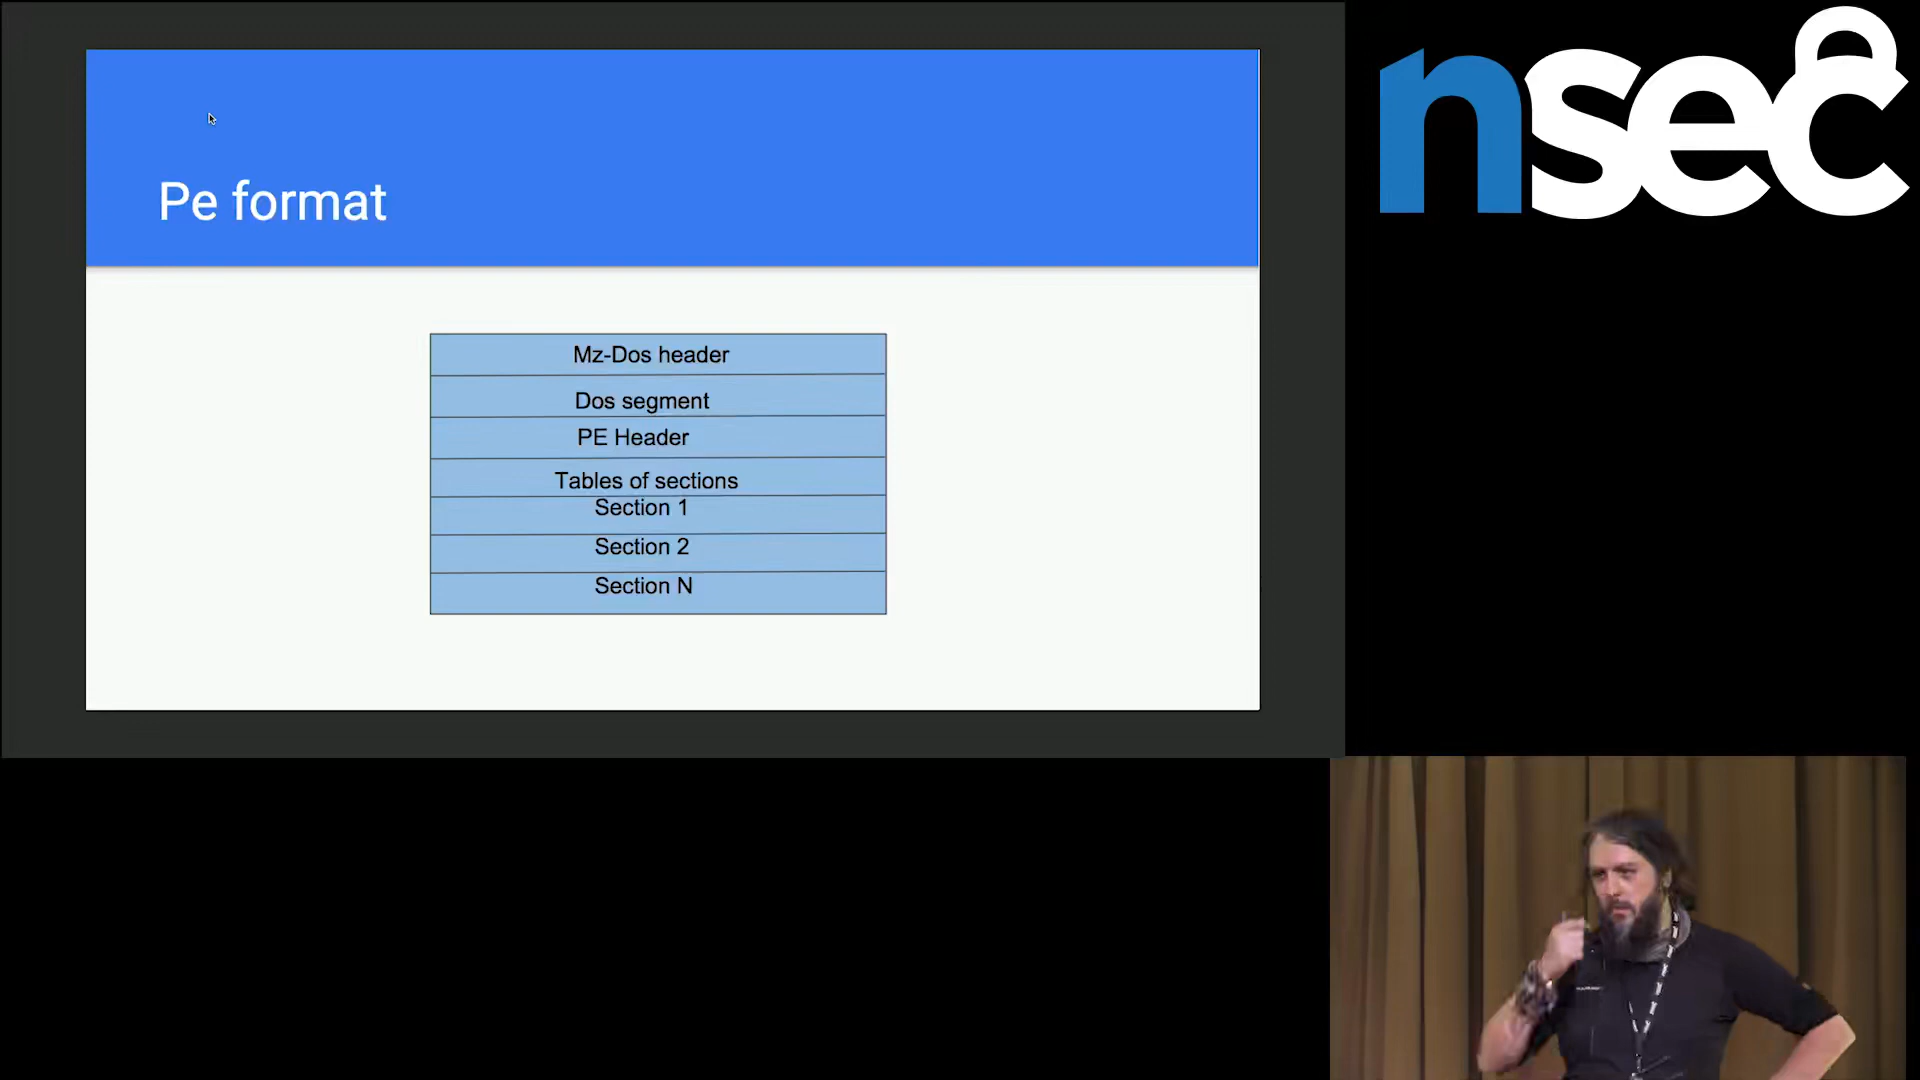 nsec
Pe format
Mz-Dos header
Dos segment
PE Header
Tables of sections
Section 1
Section 2
Section N